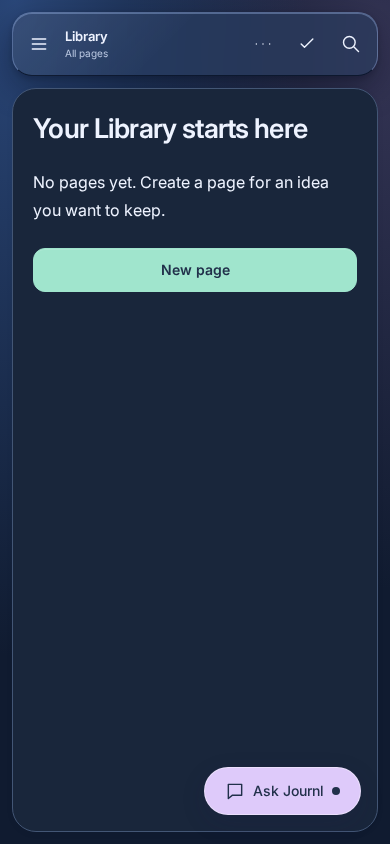 Library
All pages
Your Library starts here
No pages yet. Create a page for an idea
you want to keep.
New page
Ask Journl